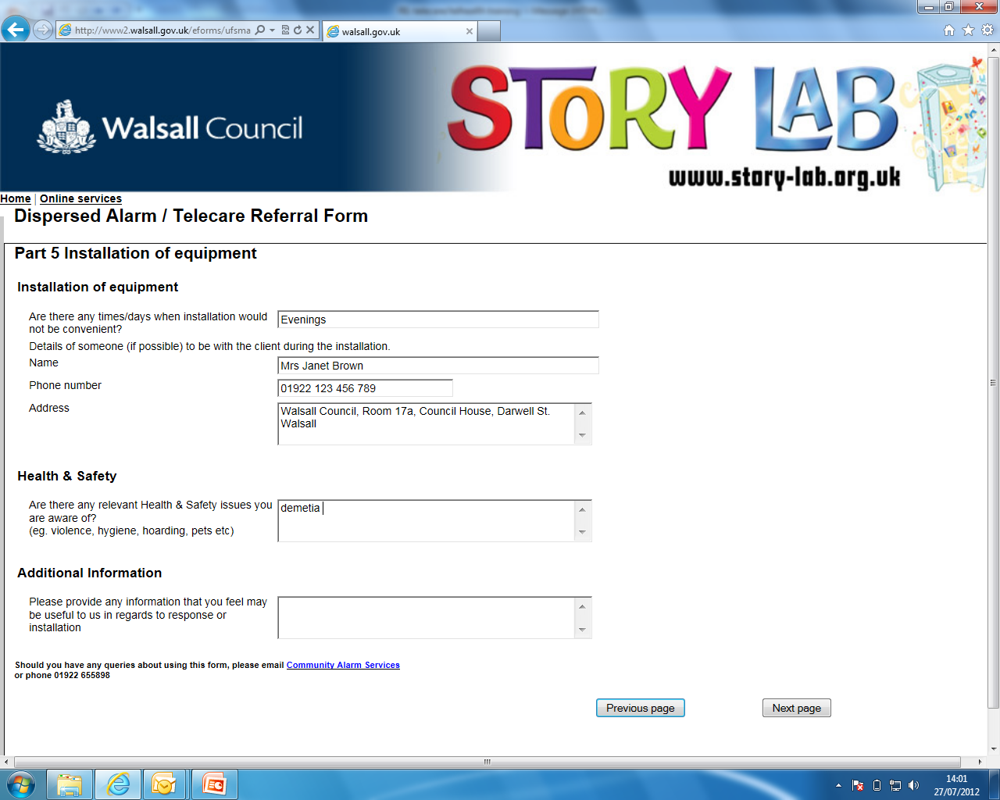 http://www2.walsall.gov.uk/eforms/ufsma
walsall.gov.uk
Walsall Council
STORY LAB
www.story-lab.org.uk
Home | Online services
Dispersed Alarm / Telecare Referral Form
Part 5 Installation of equipment
Installation of equipment
Are there any times/days when installation would
not be convenient?
Evenings
Details of someone (if possible) to be with the client during the installation.
Name
Mrs Janet Brown
Phone number
01922 123 456 789
Address
Walsall Council, Room 17a, Council House, Darwell St.
Walsall
Health & Safety
Are there any relevant Health & Safety issues you
are aware of?
(eg. violence, hygiene, hoarding, pets etc)
demetia
Additional Information
Please provide any information that you feel may
be useful to us in regards to response or
installation
Should you have any queries about using this form, please email Community Alarm Services
or phone 01922 655898
Previous page
Next page
14:01
27/07/2012